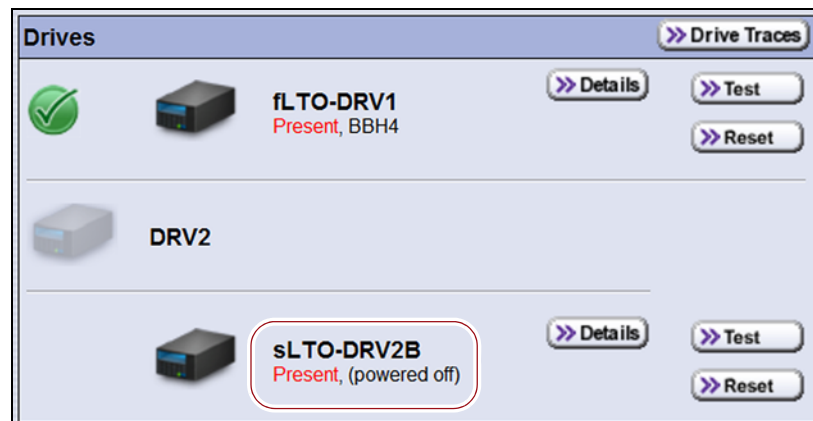 Drives
>> Drive Traces
fLTO-DRV1
Present, BBH4
>> Details
>> Test
>> Reset
DRV2
sLTO-DRV2B
Present, (powered off)
>> Details
>> Test
>> Reset